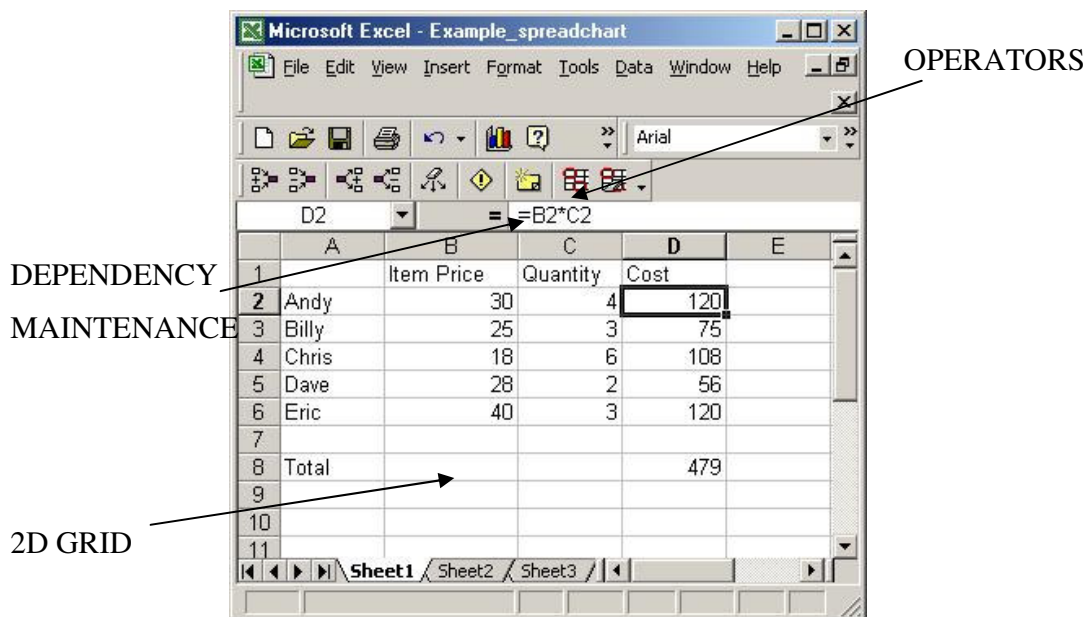 Microsoft Excel - Example_spreadchart
File Edit View Insert Format Tools Data Window Help
OPERATORS
Arial
D2 = =B2*C2
A B C D E
1 Item Price Quantity Cost
2 Andy 30 4 120
3 Billy 25 3 75
4 Chris 18 6 108
5 Dave 28 2 56
6 Eric 40 3 120
7
8 Total 479
9
10
11
DEPENDENCY
MAINTENANCE
2D GRID
Sheet1 Sheet2 Sheet3